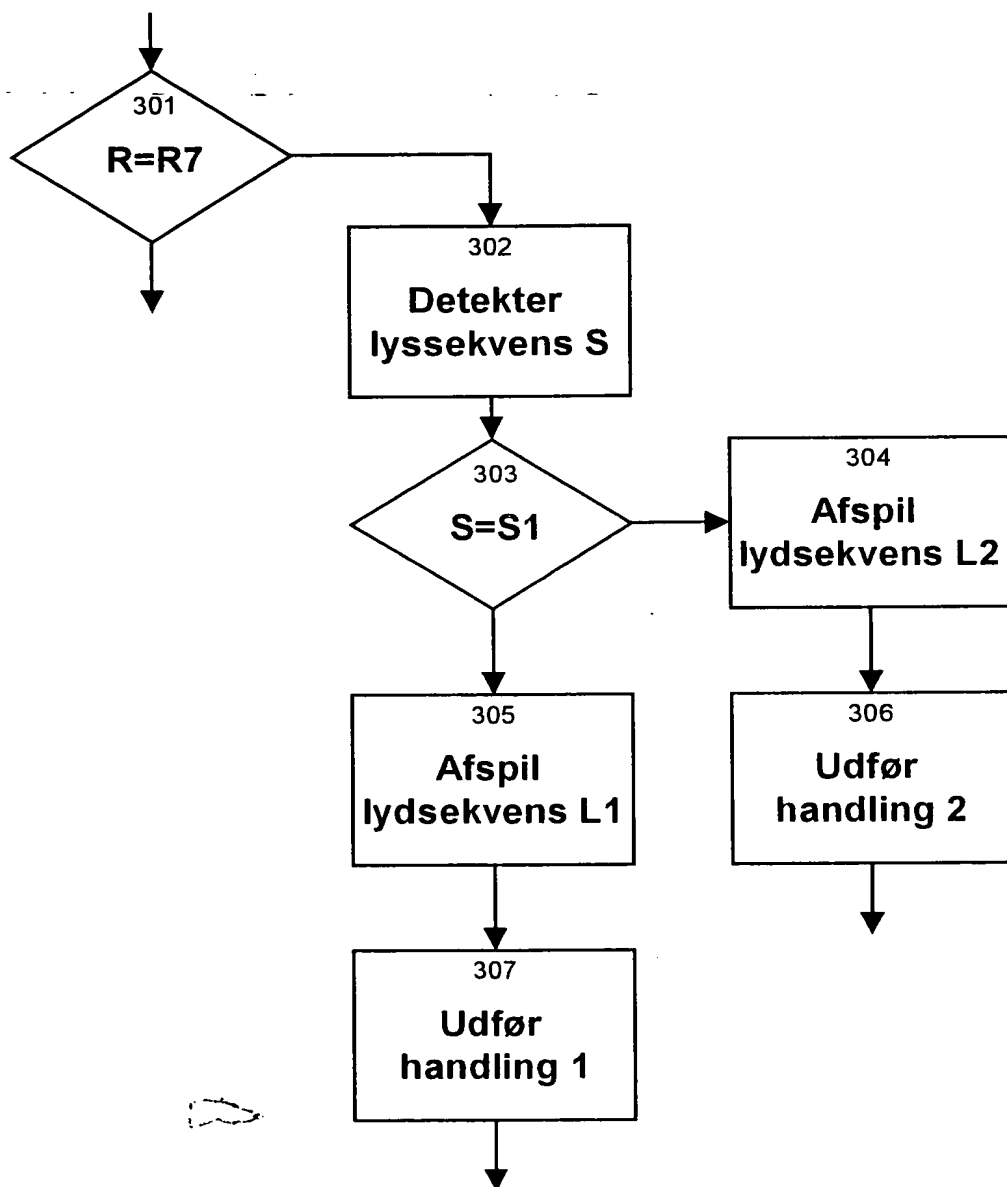 301
R=R7
302
Detekter
lyssekvens S
303
S=S1
304
Afspil
lydsekvens L2
305
Afspil
lydsekvens L1
306
Udfør
handling 2
307
Udfør
handling 1